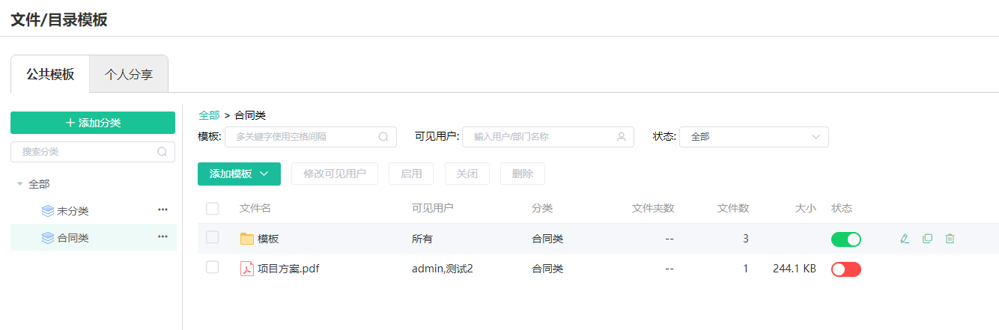 文件/目录模板
公共模板 个人分享
添加分类
搜索分类
全部
未分类
合同类
全部 > 合同类
模板: 多关键字使用空格间隔 可见用户: 输入用户/部门名称 状态: 全部
添加模板 修改可见用户 启用 关闭 删除
文件名 可见用户 分类 文件夹数 文件数 大小 状态
模板 所有 合同类 -- 3
项目方案.pdf admin,测试2 合同类 -- 1 244.1 KB